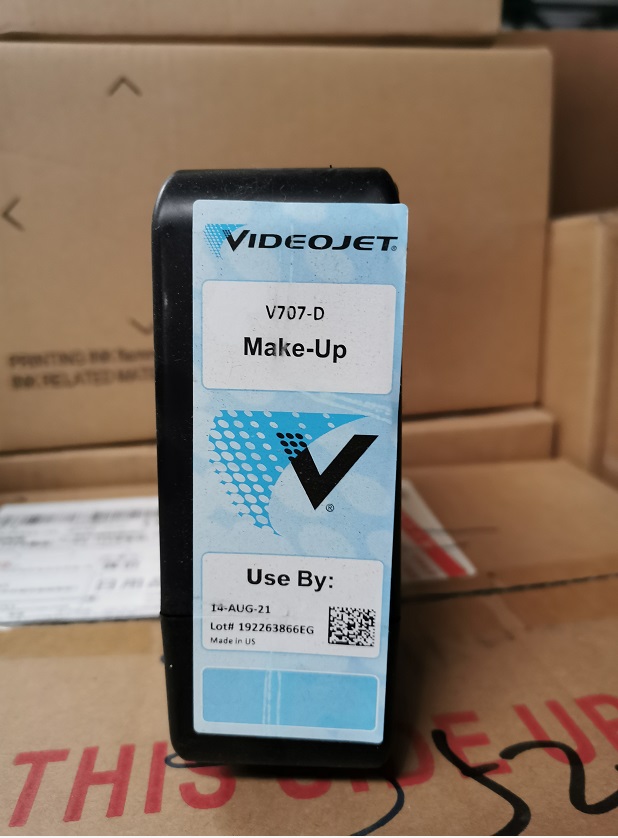 PRINTING INK
INK RELATED
VIDEOJET®
V707-D
Make-Up
®
Use By:
14-AUG-21
Lot# 192263866EG
Made in US
THIS SIDE UP